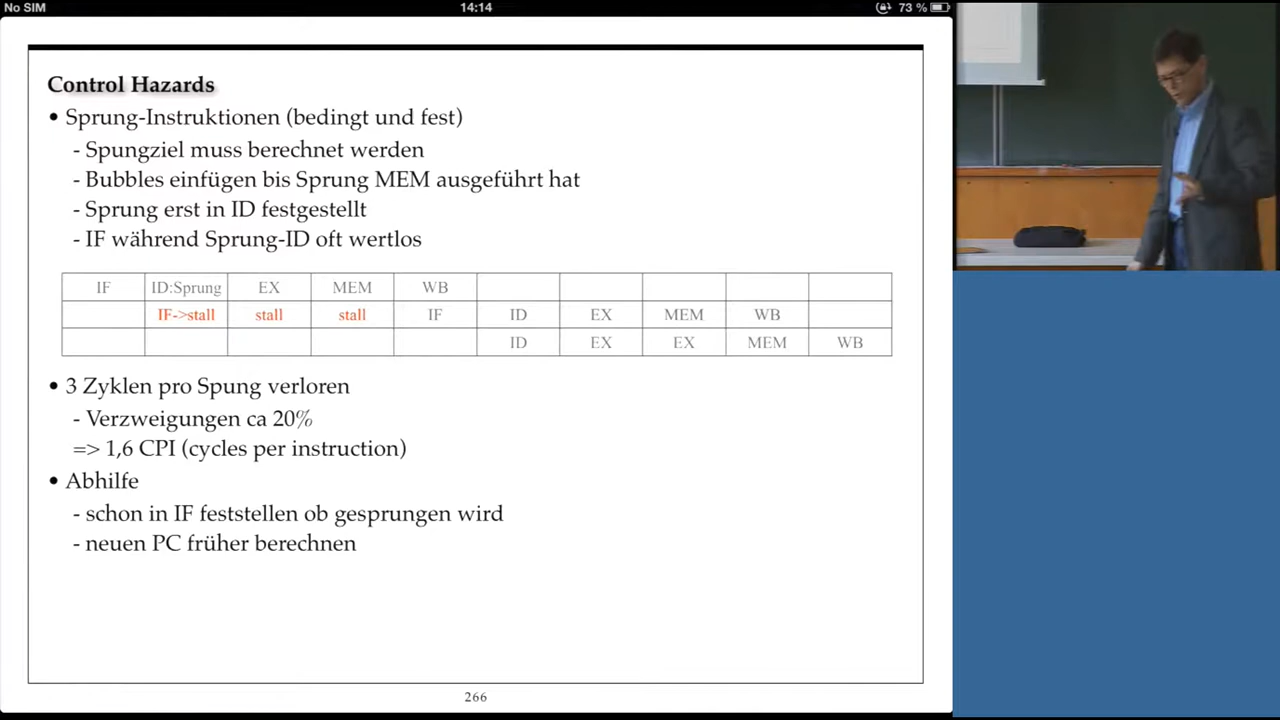 No SIM 14:14 73 %
Control Hazards
• Sprung-Instruktionen (bedingt und fest)
- Spungziel muss berechnet werden
- Bubbles einfügen bis Sprung MEM ausgeführt hat
- Sprung erst in ID festgestellt
- IF während Sprung-ID oft wertlos
IF ID:Sprung EX MEM WB
IF->stall stall stall IF ID EX MEM WB
ID EX EX MEM WB
• 3 Zyklen pro Spung verloren
- Verzweigungen ca 20%
=> 1,6 CPI (cycles per instruction)
• Abhilfe
- schon in IF feststellen ob gesprungen wird
- neuen PC früher berechnen
266